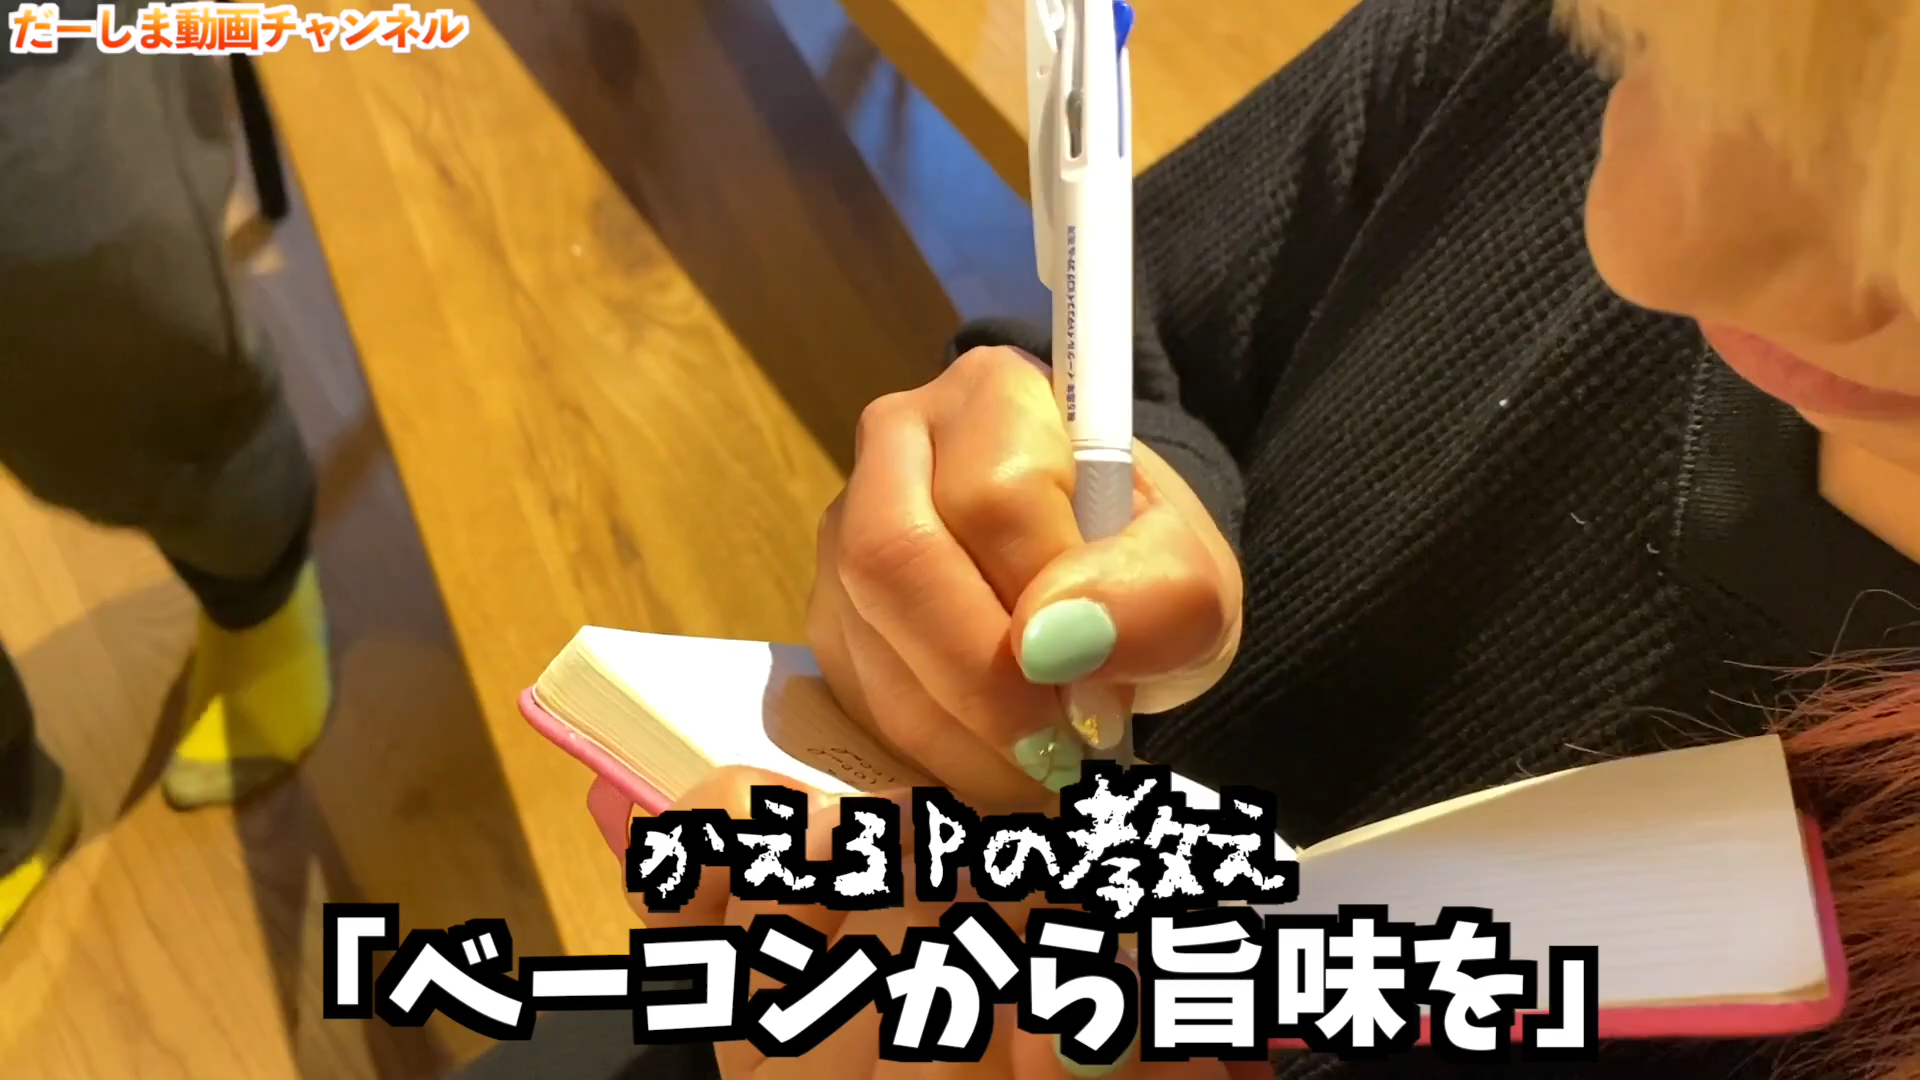 だーしま動画チャンネル
かえるPの教え
「ベーコンから旨味を」